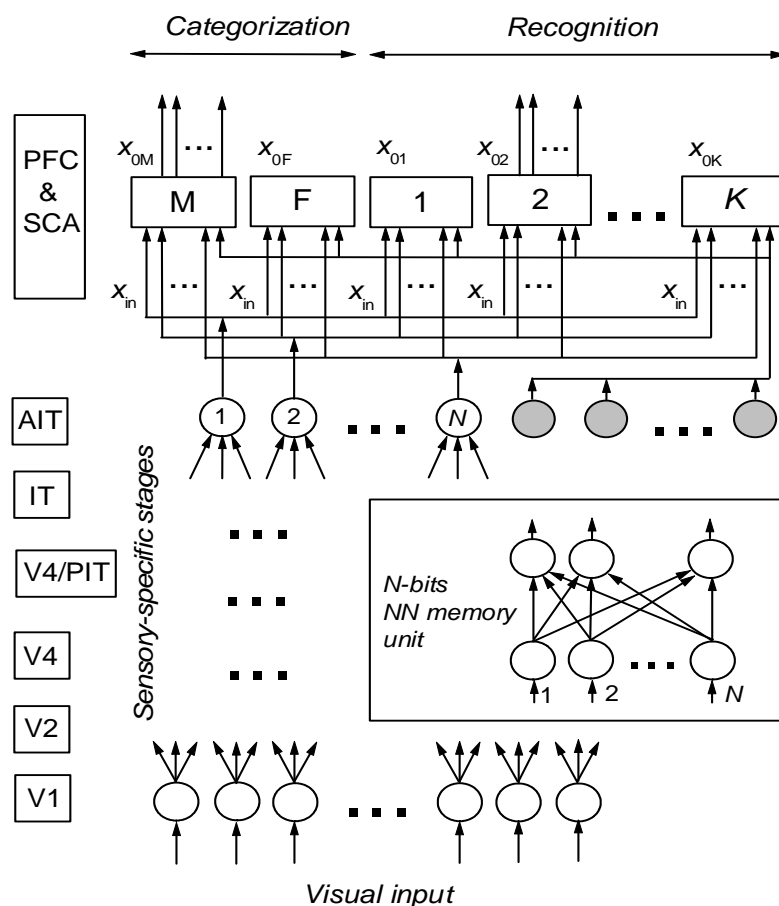 Categorization Recognition
x0M x0F x01 x02 x0K
PFC
&
SCA
M F 1 2 K
xin xin xin xin xin
AIT
1 2 N
IT
Sensory-specific stages
V4/PIT
N-bits
NN memory
unit
V4
1 2 N
V2
V1
Visual input